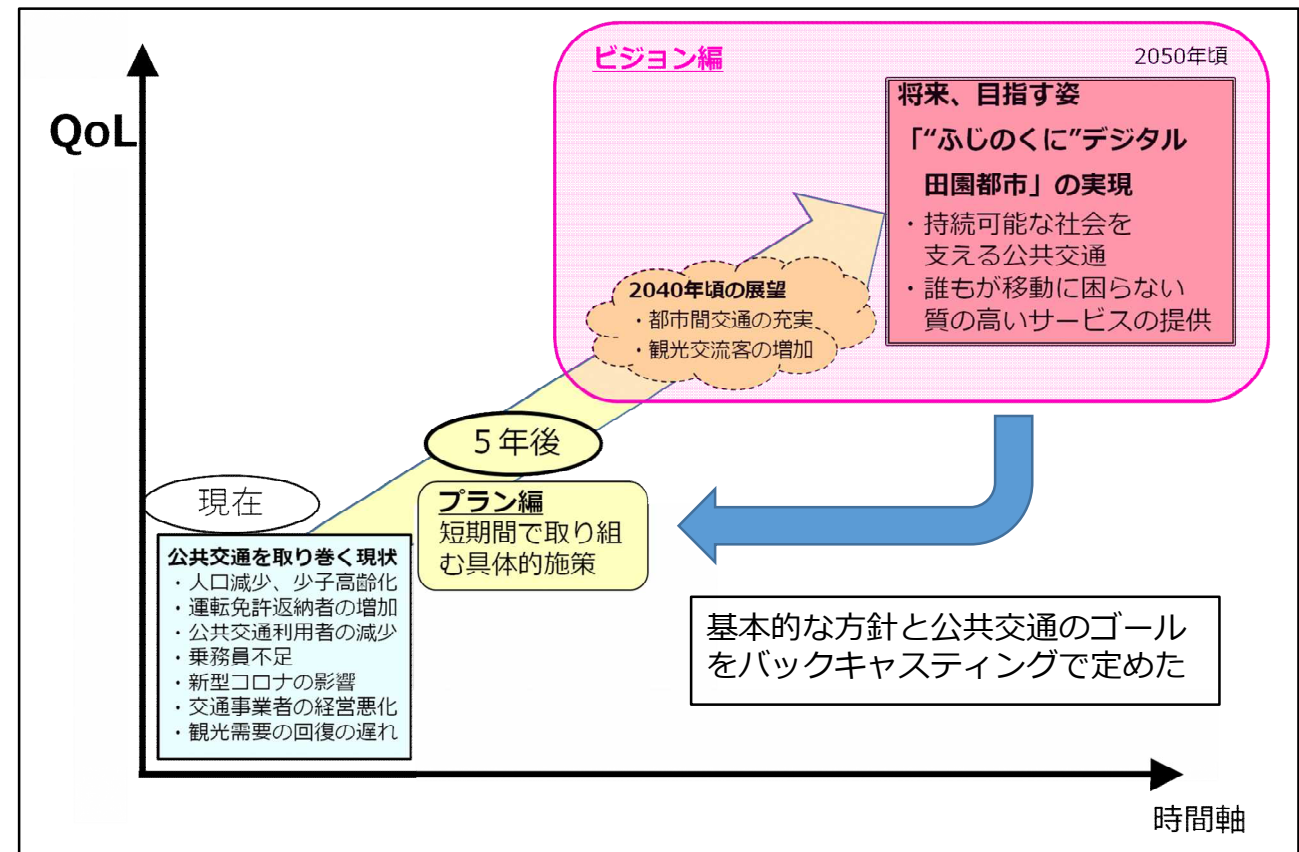 ビジョン編
2050年頃
QoL
将来、目指す姿
「“ふじのくに”デジタル
田園都市」の実現
・持続可能な社会を
支える公共交通
・誰もが移動に困らない
質の高いサービスの提供
2040年頃の展望
・都市間交通の充実
・観光交流客の増加
5年後
プラン編
短期間で取り組
む具体的施策
現在
公共交通を取り巻く現状
・人口減少、少子高齢化
・運転免許返納者の増加
・公共交通利用者の減少
・乗務員不足
・新型コロナの影響
・交通事業者の経営悪化
・観光需要の回復の遅れ
基本的な方針と公共交通のゴール
をバックキャスティングで定めた
時間軸